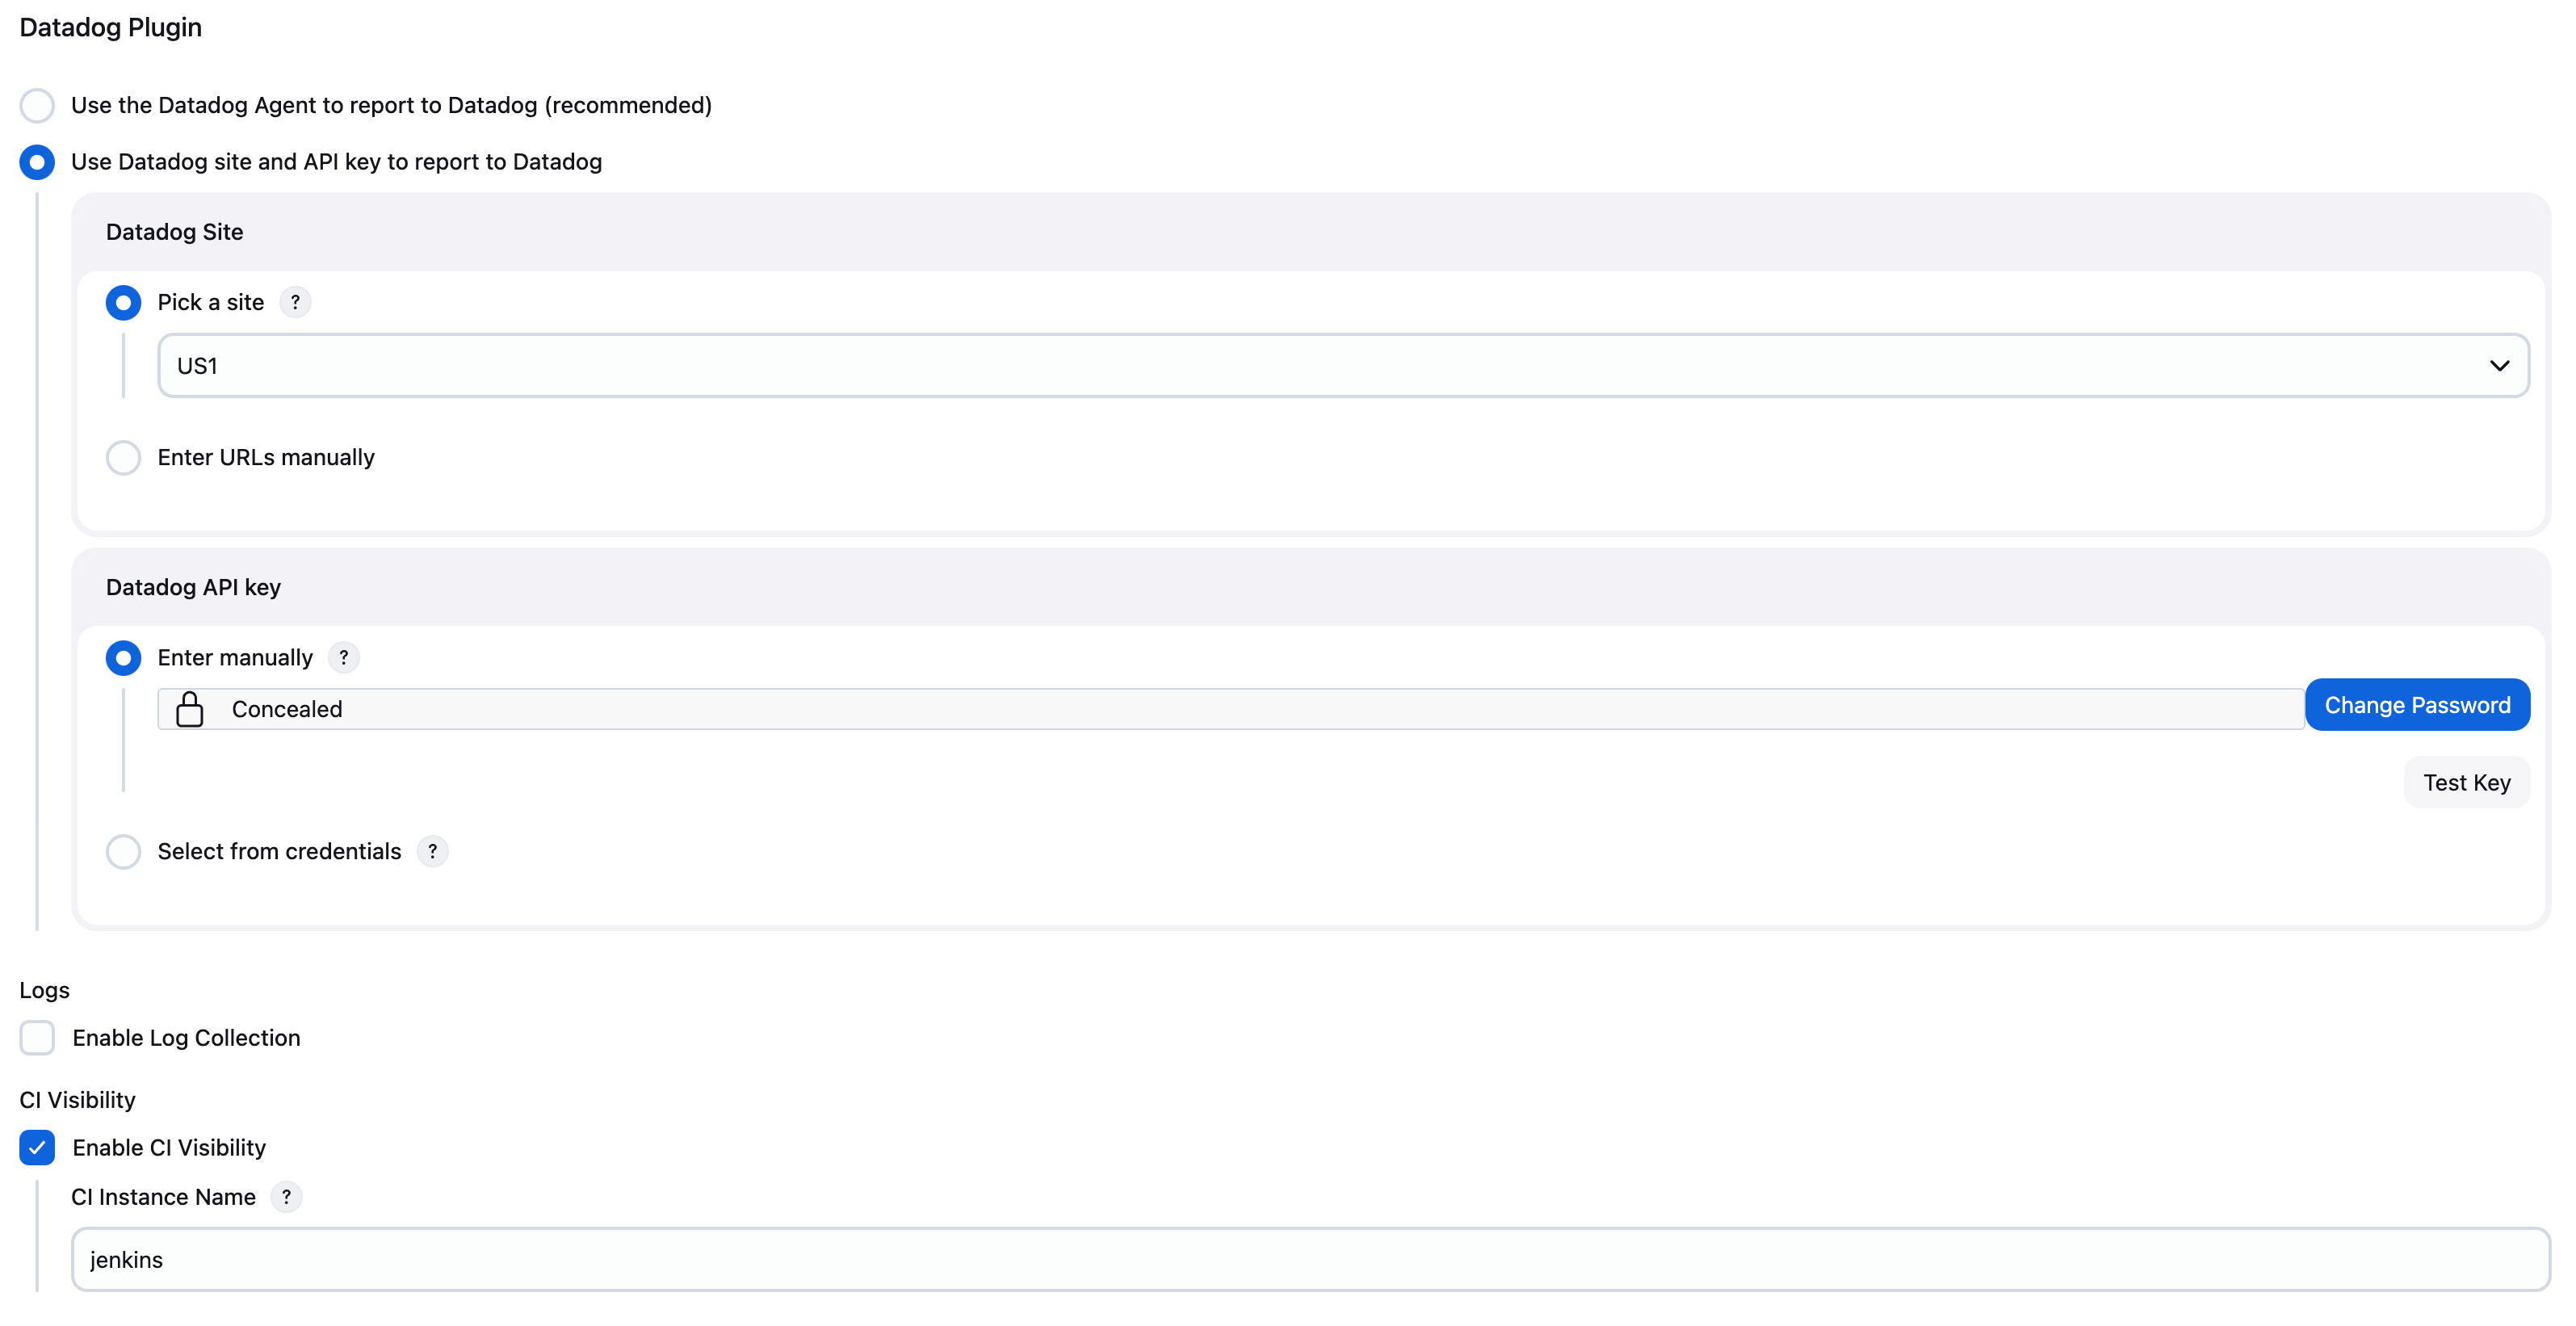 Datadog Plugin
Use the Datadog Agent to report to Datadog (recommended)
Use Datadog site and API key to report to Datadog
Datadog Site
Pick a site ?
US1
Enter URLs manually
Datadog API key
Enter manually ?
Concealed
Change Password
Test Key
Select from credentials ?
Logs
Enable Log Collection
CI Visibility
Enable CI Visibility
CI Instance Name ?
jenkins